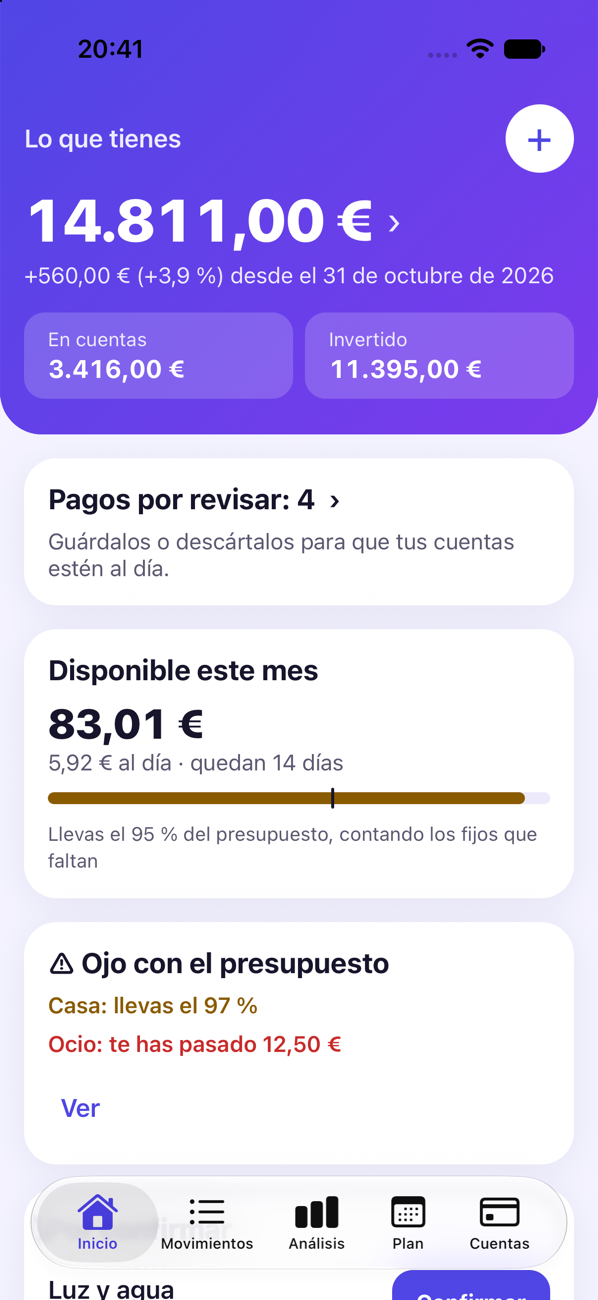 20:41
Lo que tienes
+
14.811,00 € ›
+560,00 € (+3,9 %) desde el 31 de octubre de 2026
En cuentas
3.416,00 €
Invertido
11.395,00 €
Pagos por revisar: 4 ›
Guárdalos o descártalos para que tus cuentas
estén al día.
Disponible este mes
83,01 €
5,92 € al día · quedan 14 días
Llevas el 95 % del presupuesto, contando los fijos que
faltan
Ojo con el presupuesto
Casa: llevas el 97 %
Ocio: te has pasado 12,50 €
Ver
Inicio
Movimientos
Análisis
Plan
Cuentas
Luz y agua
Confirmar